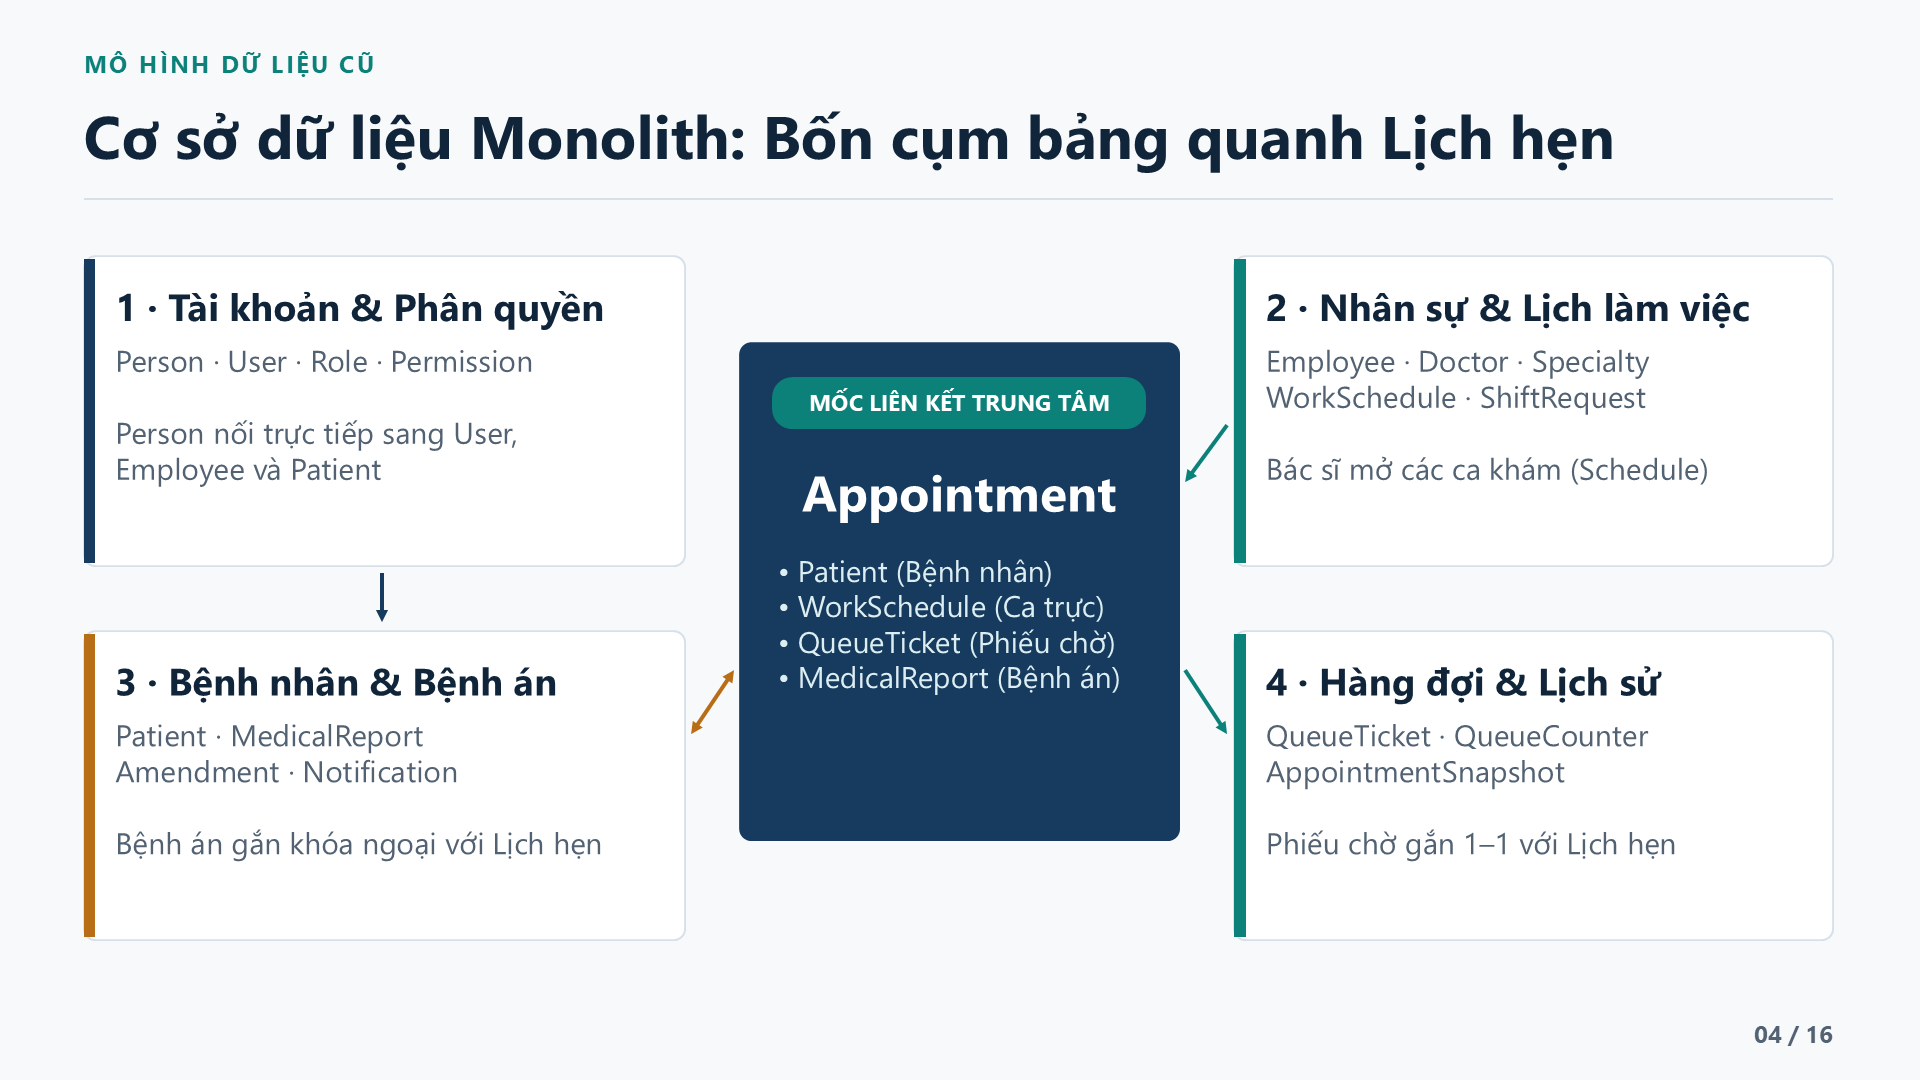 MÔ HÌNH DỮ LIỆU CŨ
Cơ sở dữ liệu Monolith: Bốn cụm bảng quanh Lịch hẹn
1 · Tài khoản & Phân quyền
Person · User · Role · Permission
Person nối trực tiếp sang User,
Employee và Patient
MỐC LIÊN KẾT TRUNG TÂM
Appointment
• Patient (Bệnh nhân)
• WorkSchedule (Ca trực)
• QueueTicket (Phiếu chờ)
• MedicalReport (Bệnh án)
2 · Nhân sự & Lịch làm việc
Employee · Doctor · Specialty
WorkSchedule · ShiftRequest
Bác sĩ mở các ca khám (Schedule)
3 · Bệnh nhân & Bệnh án
Patient · MedicalReport
Amendment · Notification
Bệnh án gắn khóa ngoại với Lịch hẹn
4 · Hàng đợi & Lịch sử
QueueTicket · QueueCounter
AppointmentSnapshot
Phiếu chờ gắn 1–1 với Lịch hẹn
04 / 16